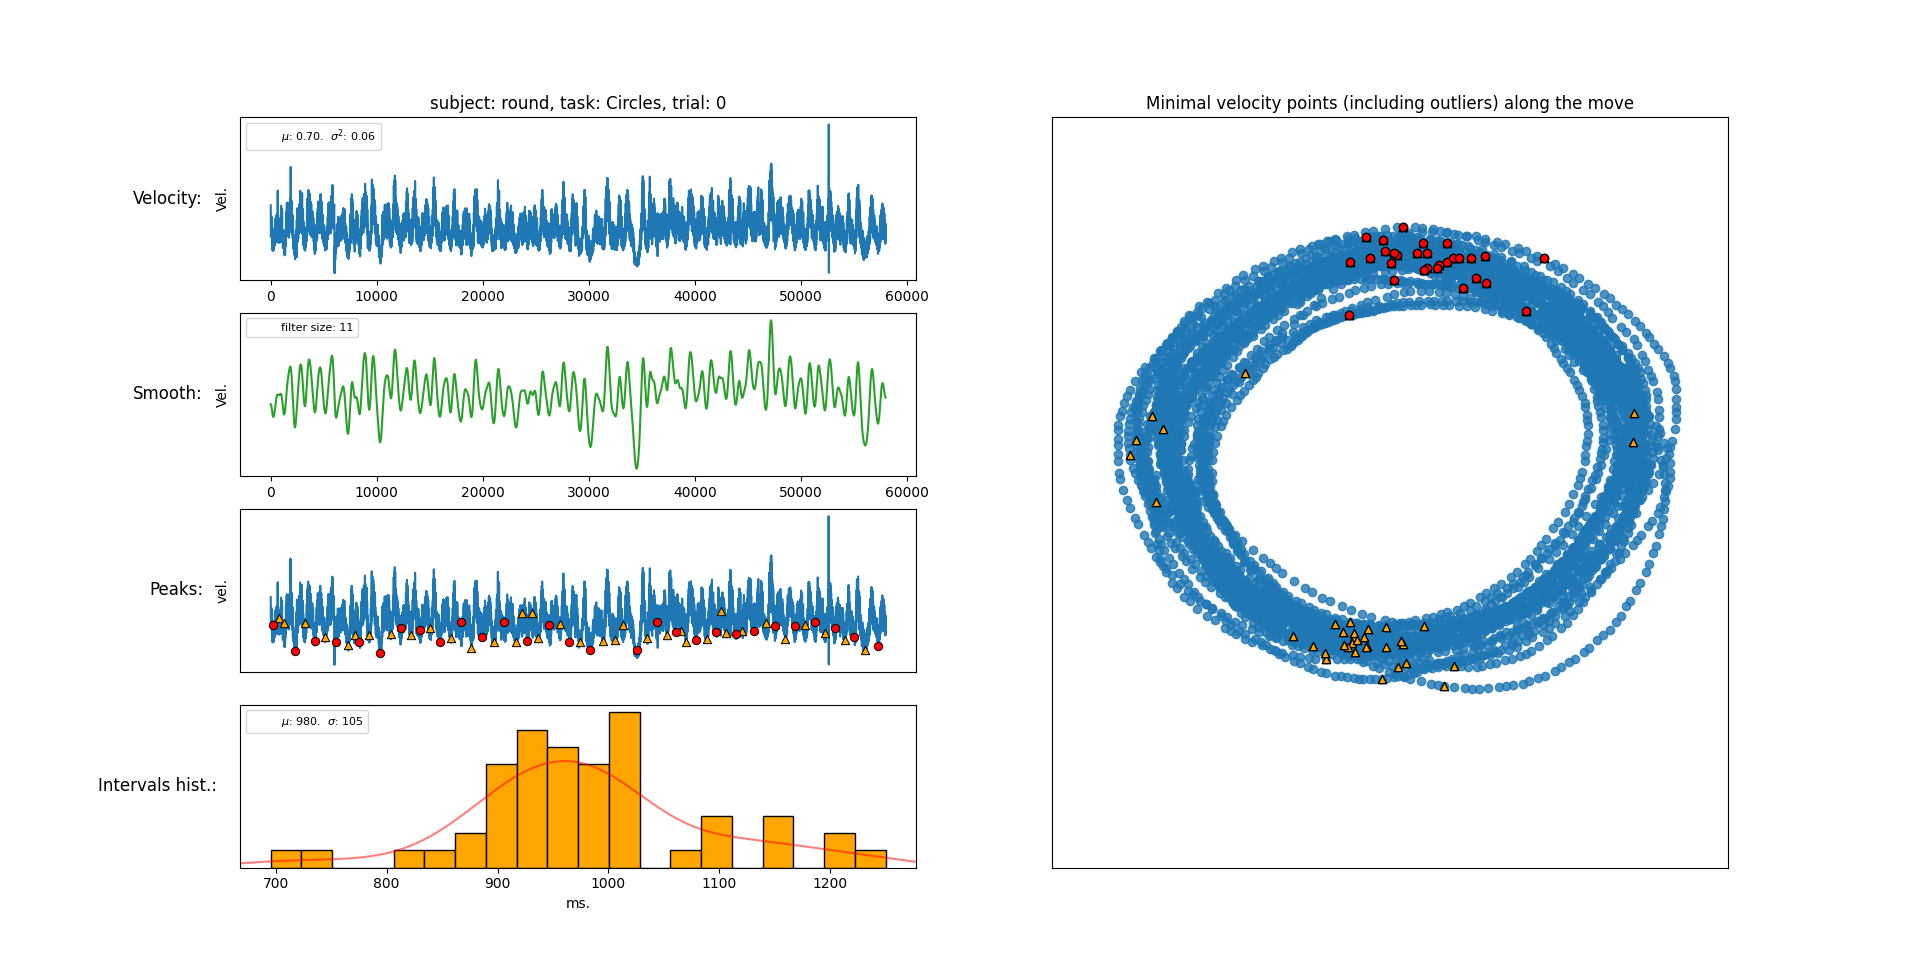 subject: round, task: Circles, trial: 0
Velocity:
Vel.
μ: 0.70. σ²: 0.06
0 10000 20000 30000 40000 50000 60000
Smooth:
Vel.
filter size: 11
0 10000 20000 30000 40000 50000 60000
Peaks:
vel.
Intervals hist.:
μ: 980. σ: 105
700 800 900 1000 1100 1200
ms.
Minimal velocity points (including outliers) along the move